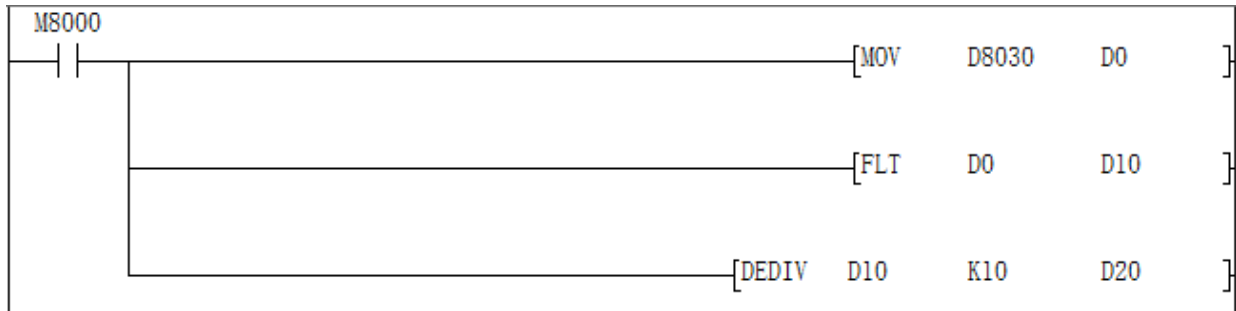 M8000
[MOV D8030 D0 ]
[FLT D0 D10 ]
[DEDIV D10 K10 D20 ]